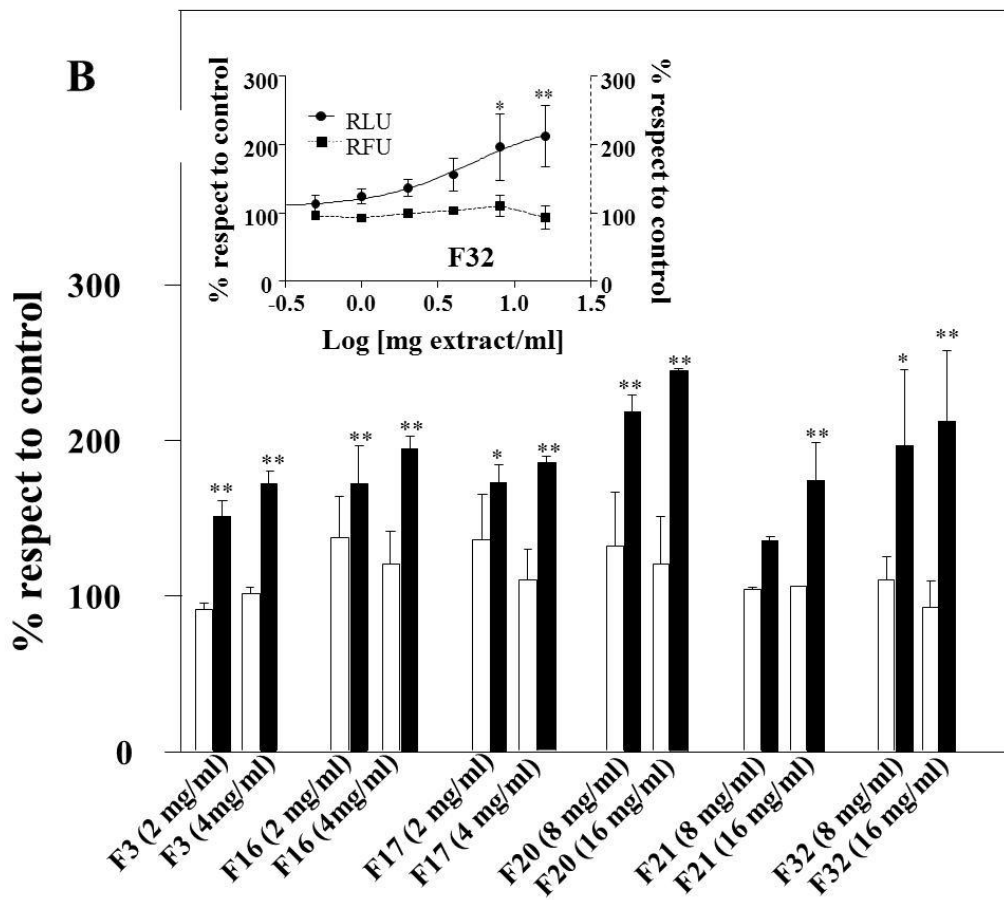 B
300
200
100
0
% respect to control
RLU
RFU
*
**
F32
300
200
100
0
% respect to control
-0.5
0.0
0.5
1.0
1.5
Log [mg extract/ml]
% respect to control
300
200
100
0
**
**
**
**
*
**
**
**
**
*
**
F3 (2 mg/ml)
F3 (4mg/ml)
F16 (2 mg/ml)
F16 (4mg/ml)
F17 (2 mg/ml)
F17 (4 mg/ml)
F20 (8 mg/ml)
F20 (16 mg/ml)
F21 (8 mg/ml)
F21 (16 mg/ml)
F32 (8 mg/ml)
F32 (16 mg/ml)